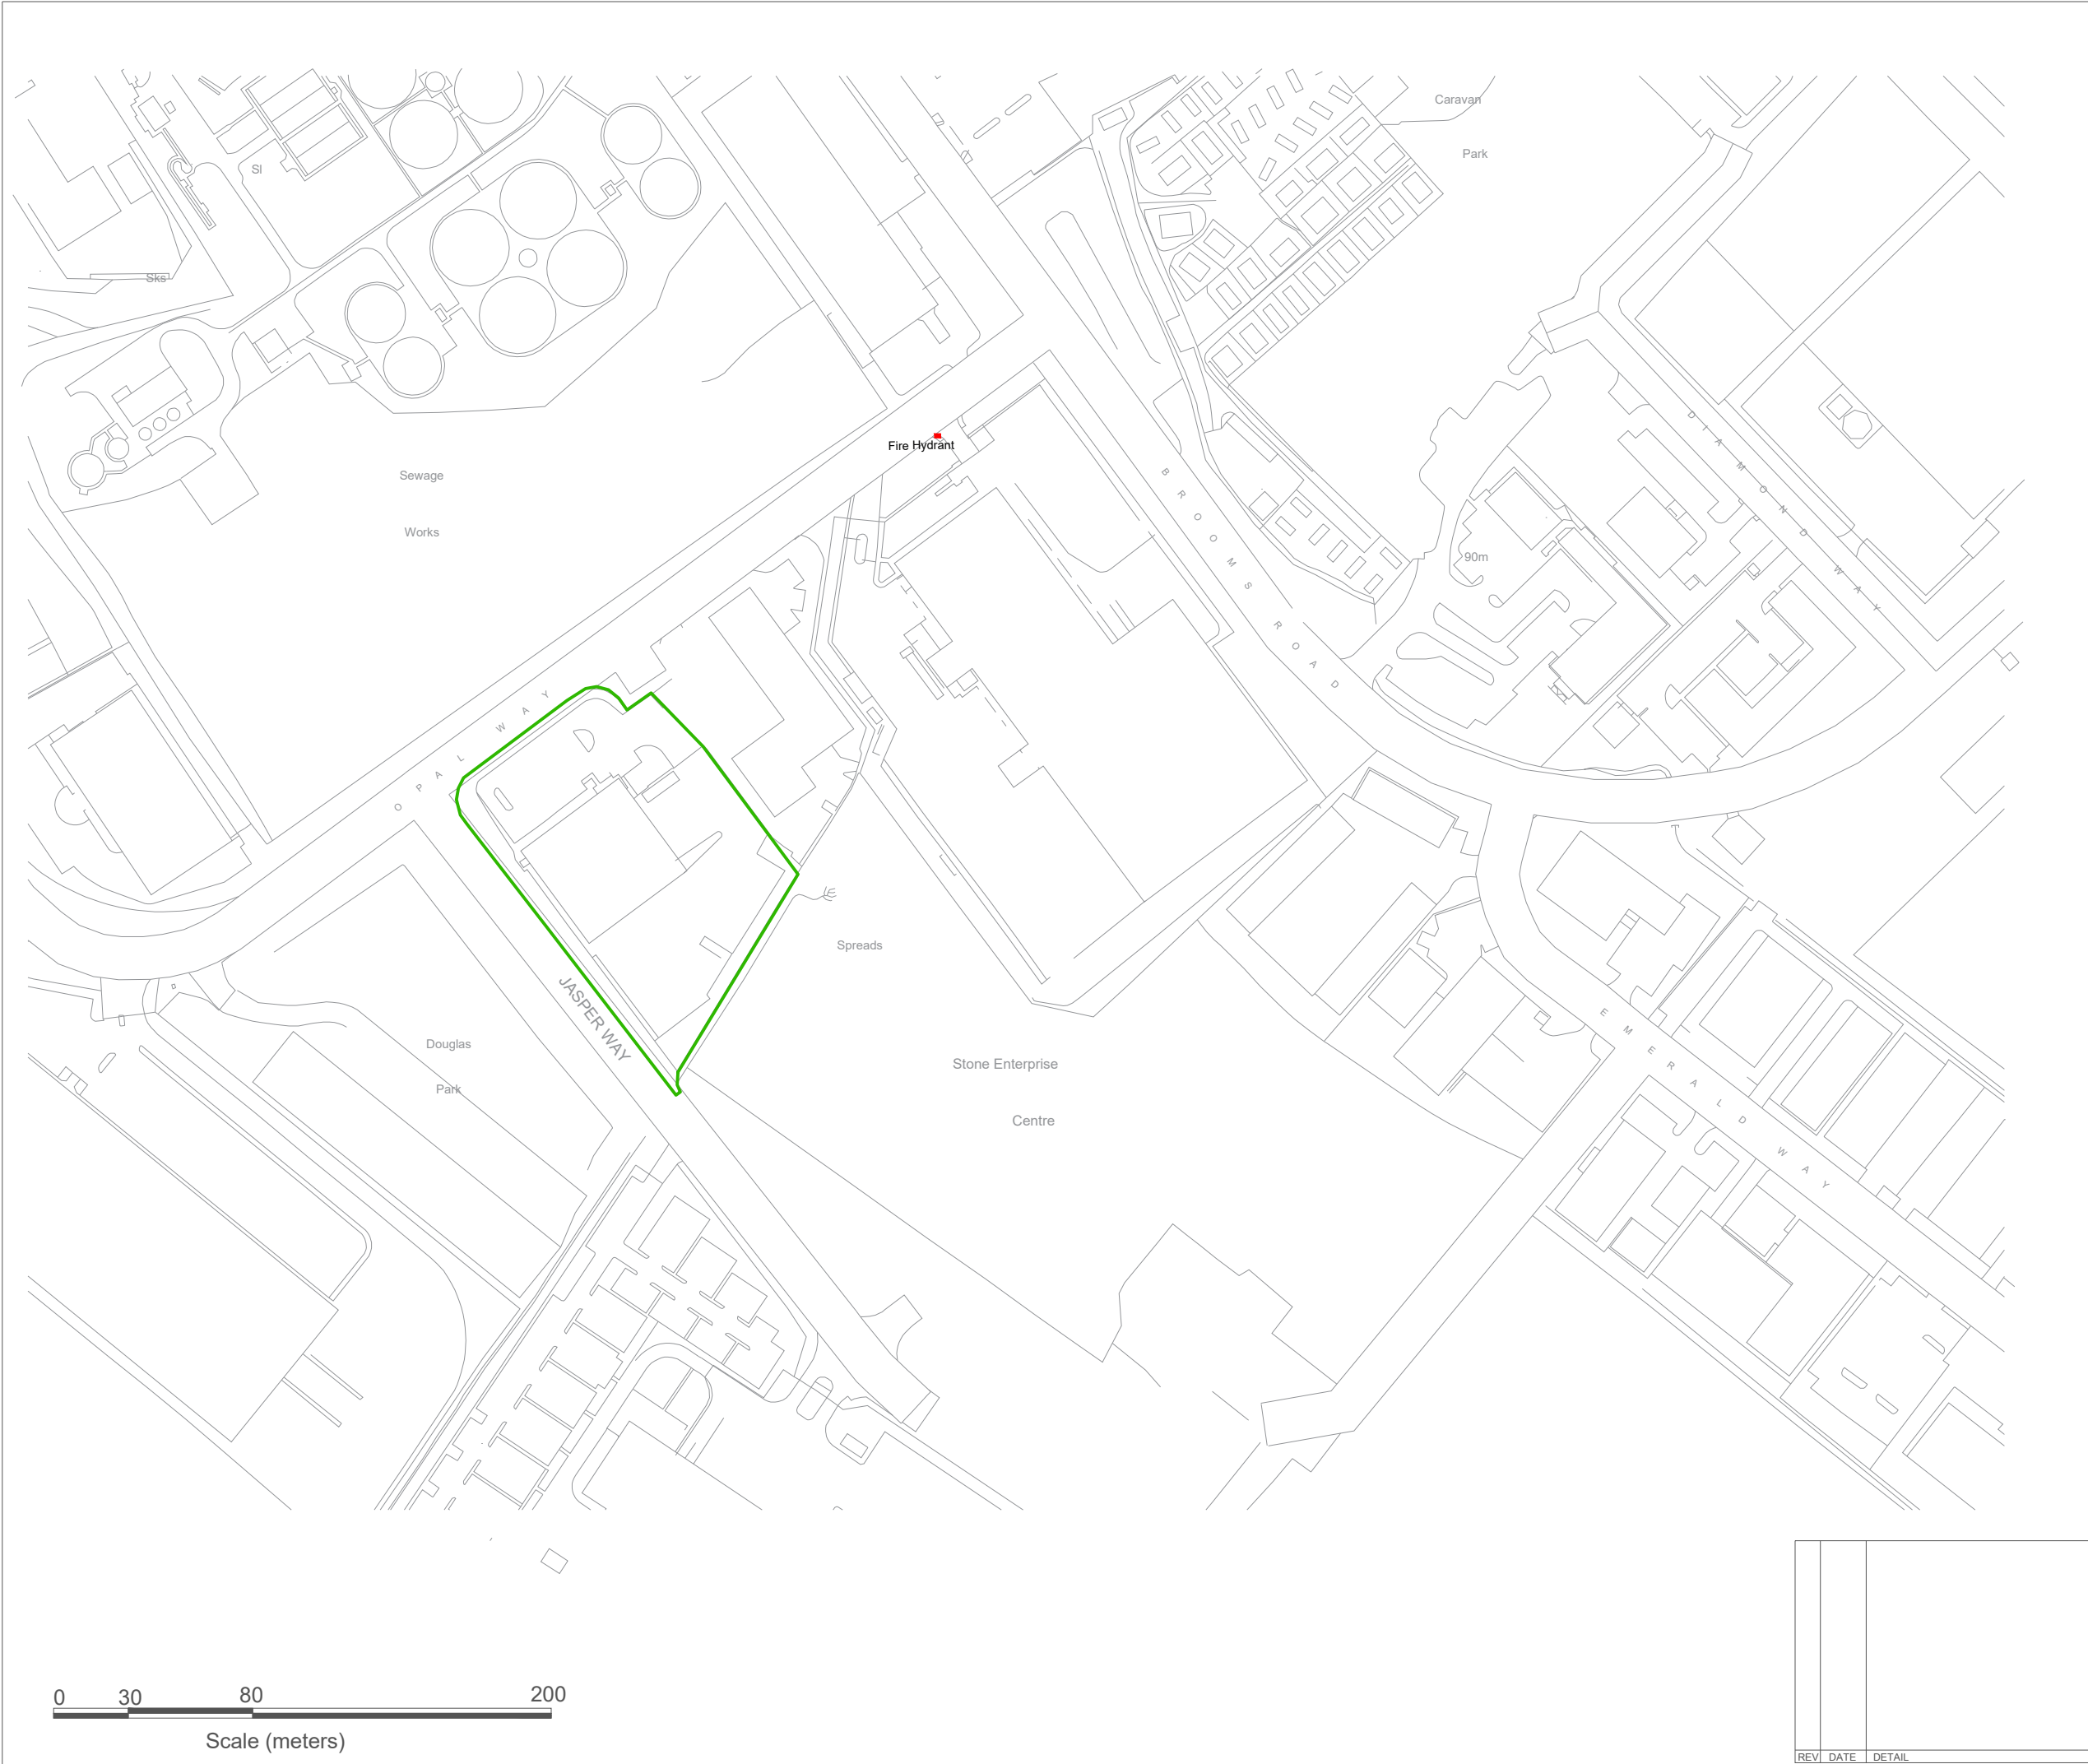 Caravan
Park
Sl
Sks
Fire Hydrant
Sewage
Works
BROOMS ROAD
DIAMOND WAY
90m
OPAL WAY
Spreads
JASPER WAY
Douglas
Park
Stone Enterprise
Centre
EMERALD WAY
0 30 80 200
Scale (meters)
REV DATE DETAIL